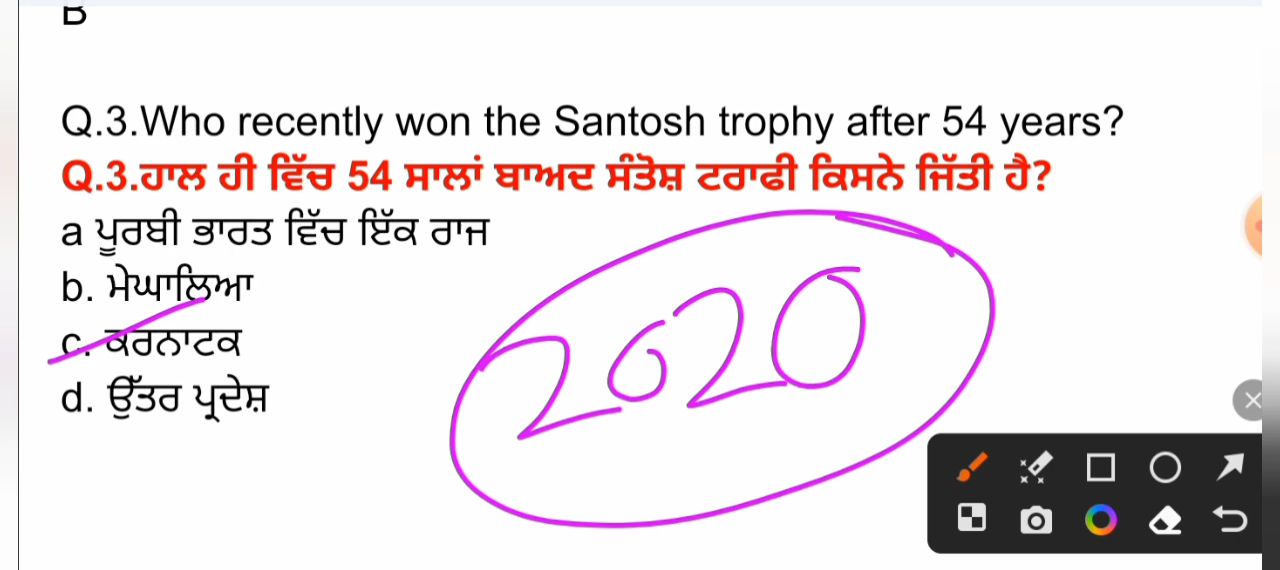 B
Q.3.Who recently won the Santosh trophy after 54 years?
Q.3.ਹਾਲ ਹੀ ਵਿੱਚ 54 ਸਾਲਾਂ ਬਾਅਦ ਸੰਤੋਸ਼ ਟਰਾਫੀ ਕਿਸਨੇ ਜਿੱਤੀ ਹੈ?
a ਪੂਰਬੀ ਭਾਰਤ ਵਿੱਚ ਇੱਕ ਰਾਜ
b. ਮੇਘਾਲਿਆ
c. ਕਰਨਾਟਕ
d. ਉੱਤਰ ਪ੍ਰਦੇਸ਼
2020